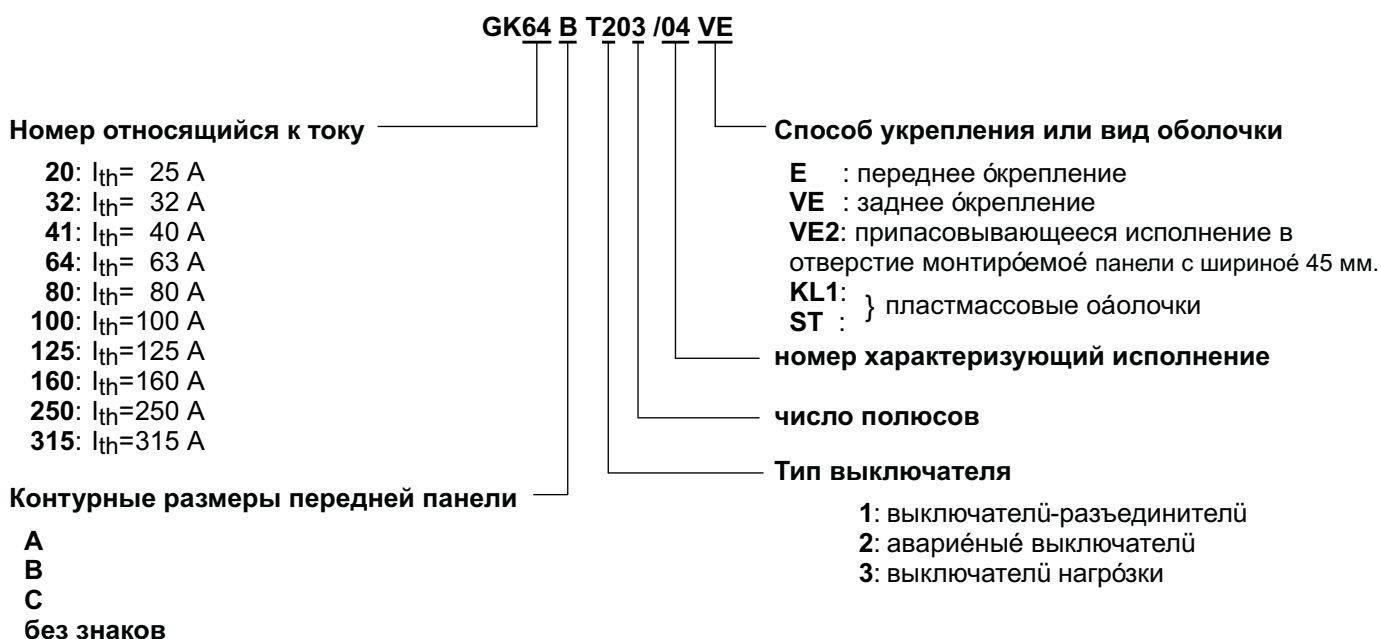 GK64 B T203 /04 VE
Номер относящийся к току
20: Ith= 25 A
32: Ith= 32 A
41: Ith= 40 A
64: Ith= 63 A
80: Ith= 80 A
100: Ith=100 A
125: Ith=125 A
160: Ith=160 A
250: Ith=250 A
315: Ith=315 A
Контурные размеры передней панели
A
B
C
без знаков
Способ укрепления или вид оболочки
E : переднее óкрепление
VE : заднее óкрепление
VE2: припасовывающееся исполнение в
отверстие монтирóемоé панели с ширинoé 45 мм.
KL1:
ST :
} пластмассовые оáолочки
номер характеризующий исполнение
число полюсов
Тип выключателя
1: выключателü-разъединителü
2: авариéныé выключателü
3: выключателü нагрóзки